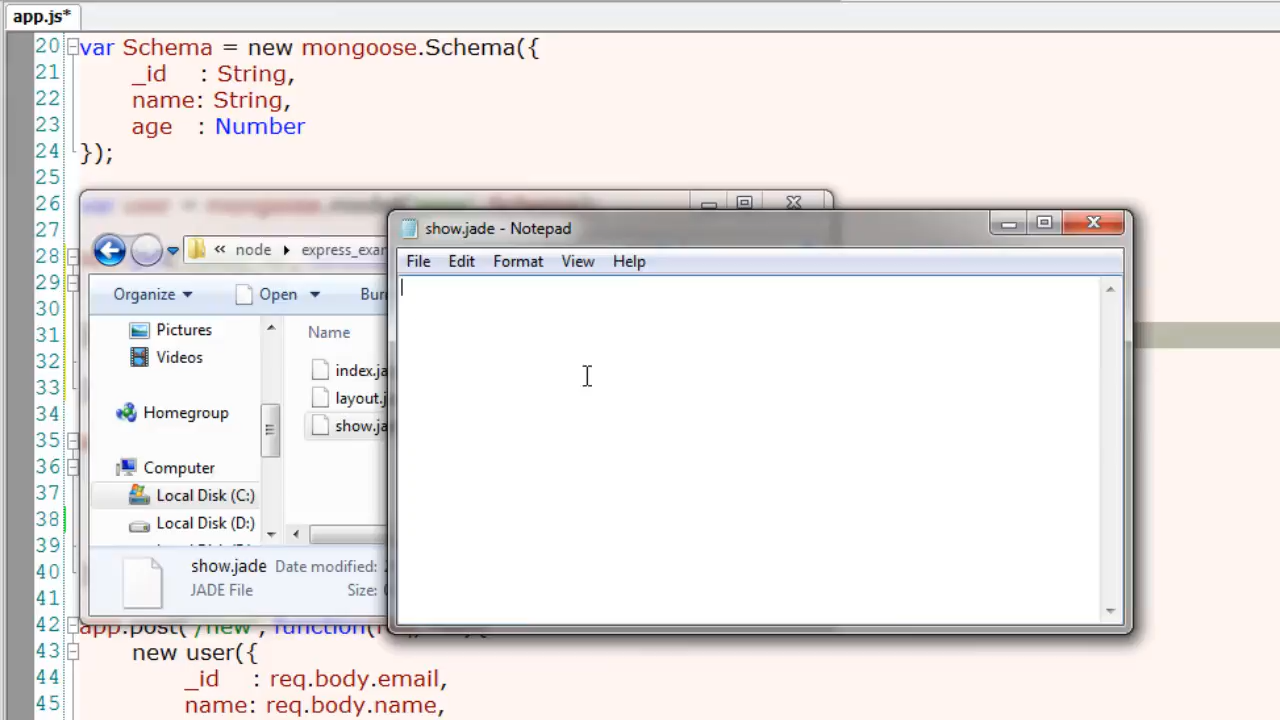 app.js*
20 var Schema = new mongoose.Schema({
21 _id : String,
22 name: String,
23 age : Number
24 });
25
26
27
28
29
30
31
32
33
34
35
36
37
38
39
40
41
42 app.post('/new', function(
43 new user({
44 _id : req.body.email,
45 name: req.body.name,
« node express_exar
Organize Open Bur
Pictures
Videos
Homegroup
Computer
Local Disk (C:)
Local Disk (D:)
Name
index.ja
layout.j
show.ja
show.jade Date modified:
JADE File Size:
show.jade - Notepad
File Edit Format View Help